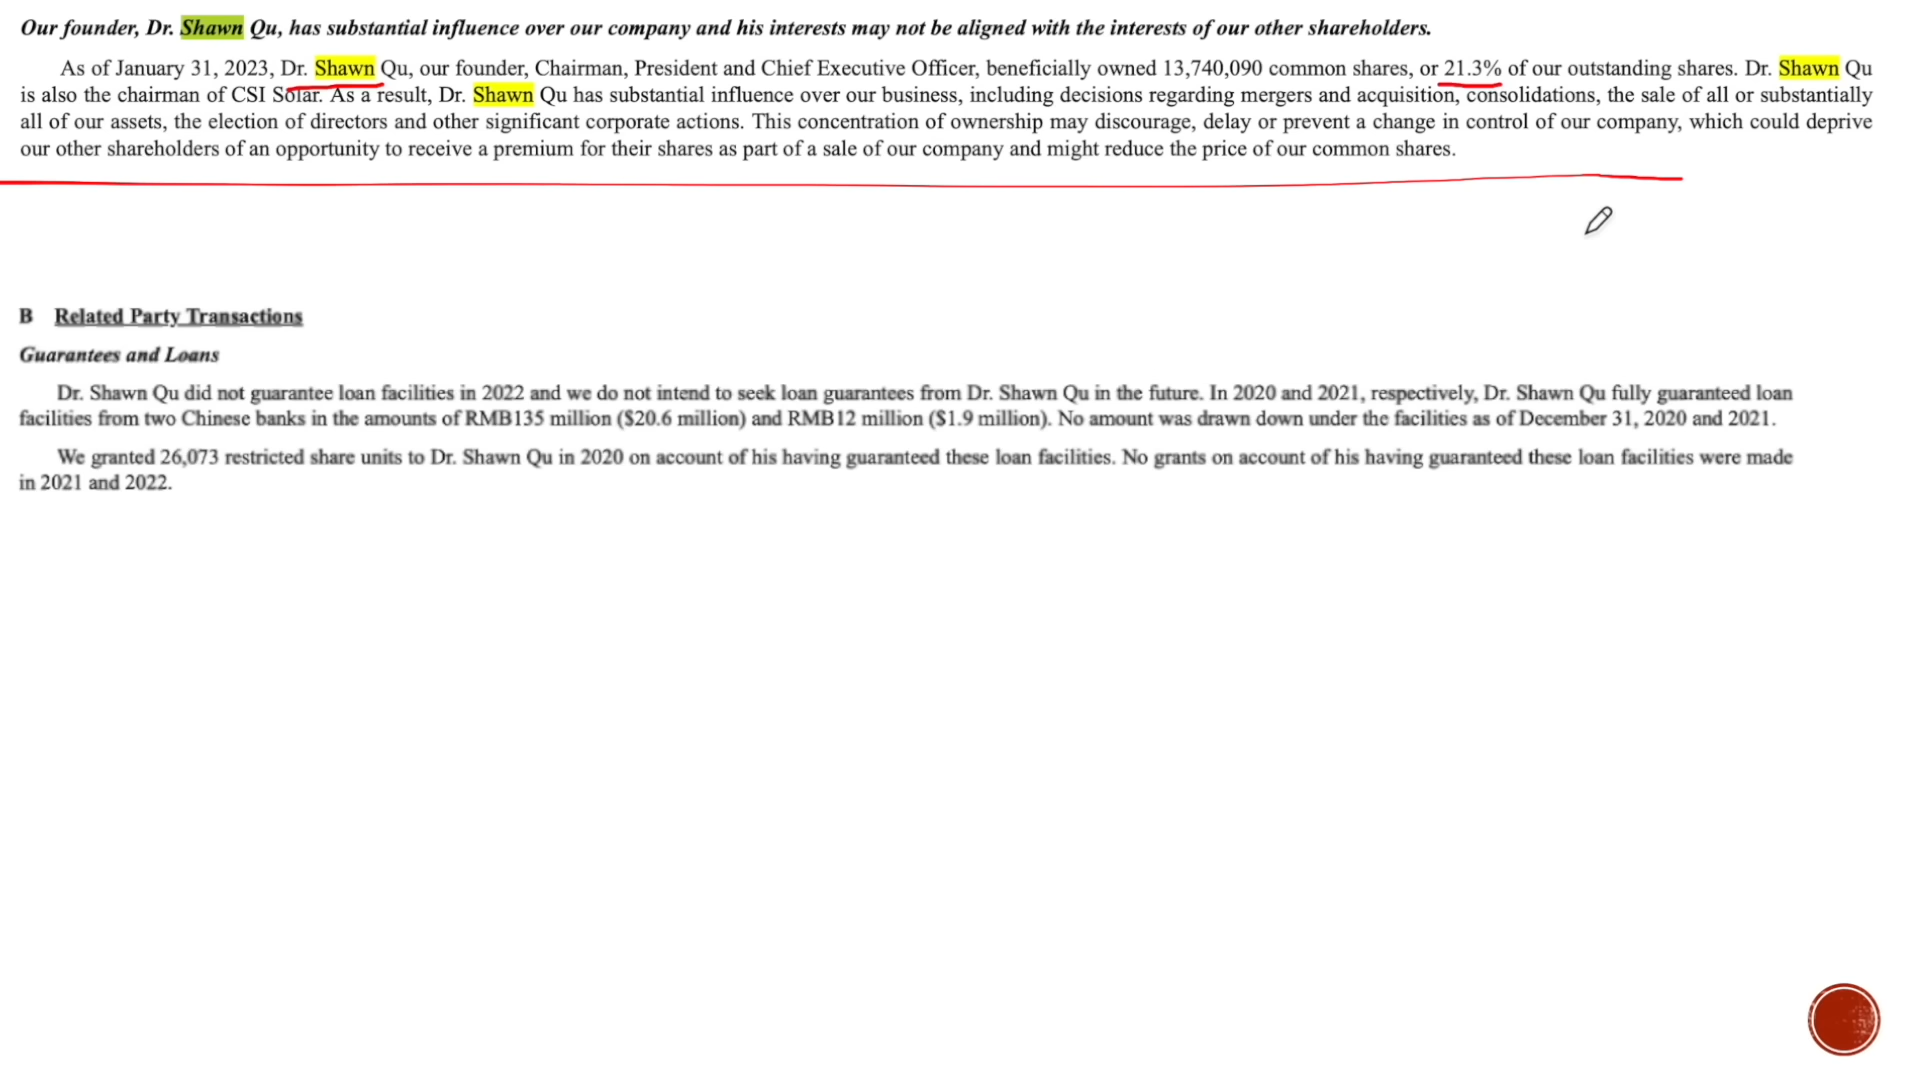 Our founder, Dr. Shawn Qu, has substantial influence over our company and his interests may not be aligned with the interests of our other shareholders.
As of January 31, 2023, Dr. Shawn Qu, our founder, Chairman, President and Chief Executive Officer, beneficially owned 13,740,090 common shares, or 21.3% of our outstanding shares. Dr. Shawn Qu
is also the chairman of CSI Solar. As a result, Dr. Shawn Qu has substantial influence over our business, including decisions regarding mergers and acquisition, consolidations, the sale of all or substantially
all of our assets, the election of directors and other significant corporate actions. This concentration of ownership may discourage, delay or prevent a change in control of our company, which could deprive
our other shareholders of an opportunity to receive a premium for their shares as part of a sale of our company and might reduce the price of our common shares.
B Related Party Transactions
Guarantees and Loans
Dr. Shawn Qu did not guarantee loan facilities in 2022 and we do not intend to seek loan guarantees from Dr. Shawn Qu in the future. In 2020 and 2021, respectively, Dr. Shawn Qu fully guaranteed loan
facilities from two Chinese banks in the amounts of RMB135 million ($20.6 million) and RMB12 million ($1.9 million). No amount was drawn down under the facilities as of December 31, 2020 and 2021.
We granted 26,073 restricted share units to Dr. Shawn Qu in 2020 on account of his having guaranteed these loan facilities. No grants on account of his having guaranteed these loan facilities were made
in 2021 and 2022.